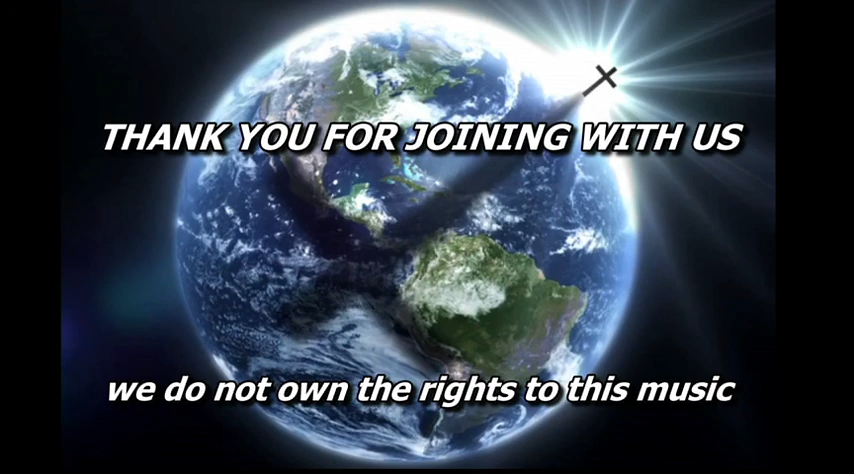 THANK YOU FOR JOINING WITH US
we do not own the rights to this music